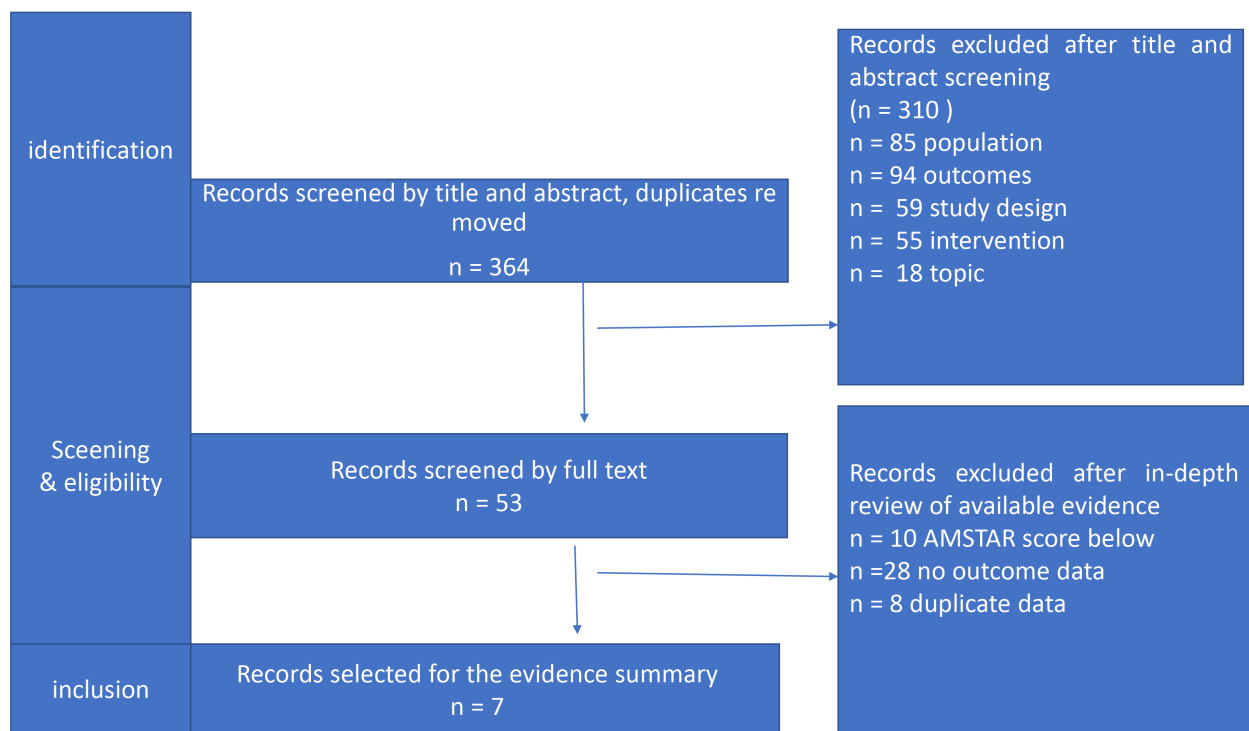 identification
Records screened by title and abstract, duplicates re
moved
n = 364
Records excluded after title and
abstract screening
(n = 310 )
n = 85 population
n = 94 outcomes
n =  59 study design
n =  55 intervention
n =  18 topic
Sceening
& eligibility
Records screened by full text
n = 53
Records excluded after in-depth
review of available evidence
n = 10 AMSTAR score below
n =28 no outcome data
n = 8 duplicate data
inclusion
Records selected for the evidence summary
n = 7